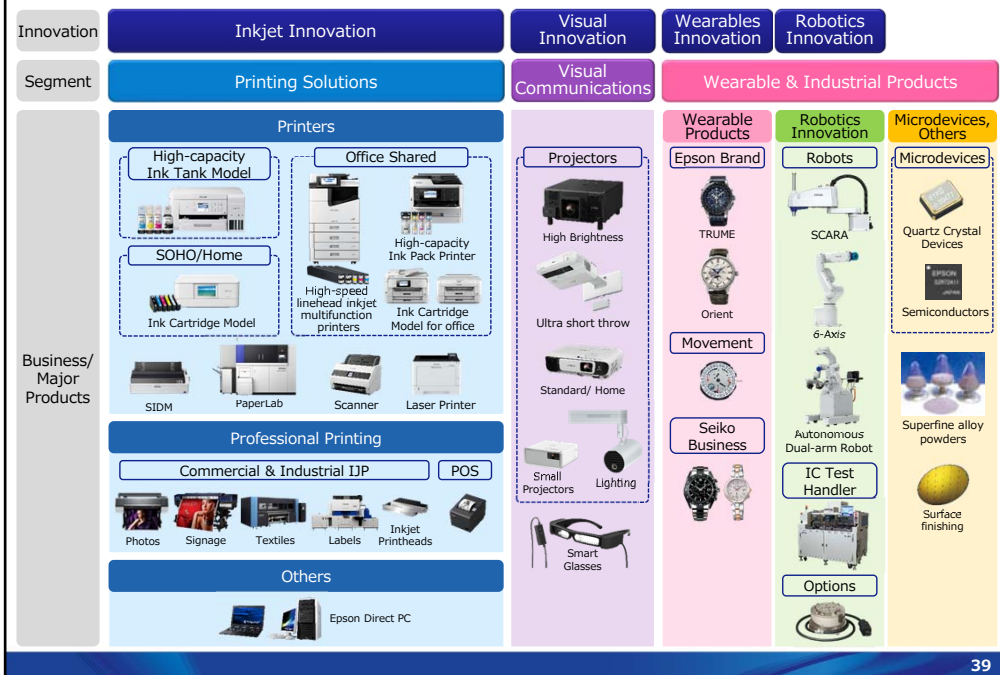 Innovation
Inkjet Innovation
Visual
Innovation
Wearables
Innovation
Robotics
Innovation
Segment
Printing Solutions
Visual
Communications
Wearable & Industrial Products
Business/
Major
Products
Printers
High-capacity
Ink Tank Model
SOHO/Home
Ink Cartridge Model
Office Shared
High-capacity
Ink Pack Printer
High-speed
linehead inkjet
multifunction
printers
Ink Cartridge
Model for office
SIDM
PaperLab
Scanner
Laser Printer
Professional Printing
Commercial & Industrial IJP
POS
Photos
Signage
Textiles
Labels
Inkjet
Printheads
Others
Epson Direct PC
Projectors
High Brightness
Ultra short throw
Standard/ Home
Small
Projectors
Lighting
Smart
Glasses
Wearable
Products
Epson Brand
TRUME
Orient
Movement
Seiko
Business
Robotics
Innovation
Robots
SCARA
6-Axis
Autonomous
Dual-arm Robot
IC Test
Handler
Options
Microdevices,
Others
Microdevices
Quartz Crystal
Devices
EPSON
Semiconductors
Superfine alloy
powders
Surface
finishing
39